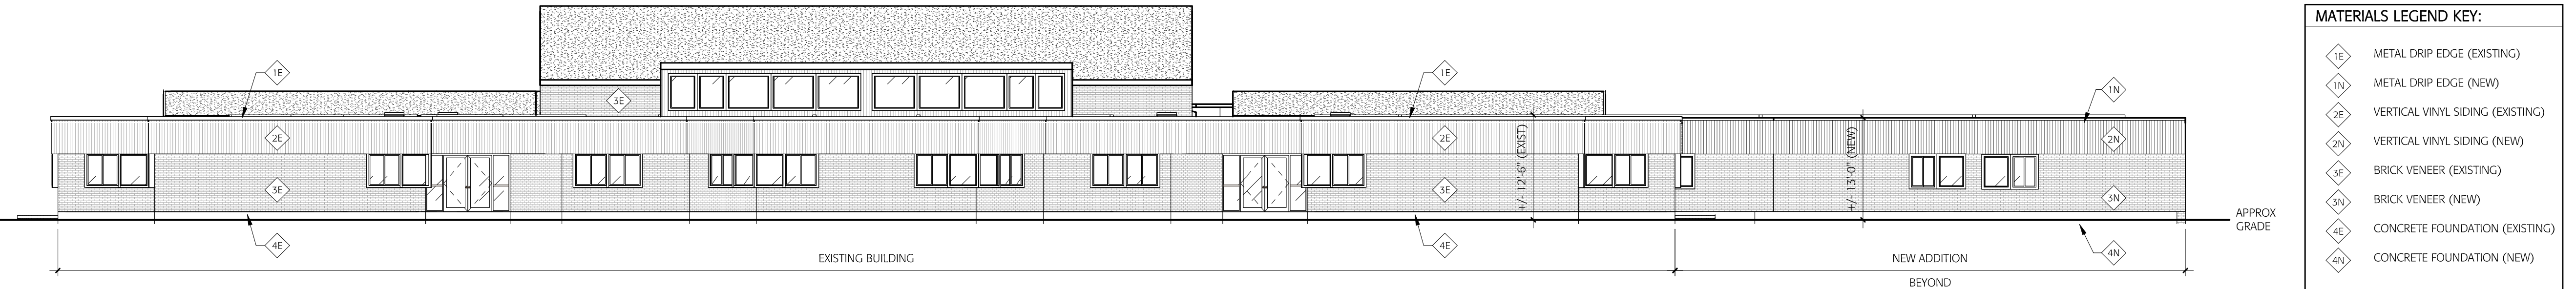 MATERIALS LEGEND KEY:
1E METAL DRIP EDGE (EXISTING)
1N METAL DRIP EDGE (NEW)
2E VERTICAL VINYL SIDING (EXISTING)
2N VERTICAL VINYL SIDING (NEW)
3E BRICK VENEER (EXISTING)
3N BRICK VENEER (NEW)
4E CONCRETE FOUNDATION (EXISTING)
4N CONCRETE FOUNDATION (NEW)
1E
3E
1E
1N
2E
2E
2N
3E
3E
3N
+/- 12'-6" (EXIST)
+/- 13'-0" (NEW)
APPROX
GRADE
4E
4E
4N
EXISTING BUILDING
NEW ADDITION
BEYOND